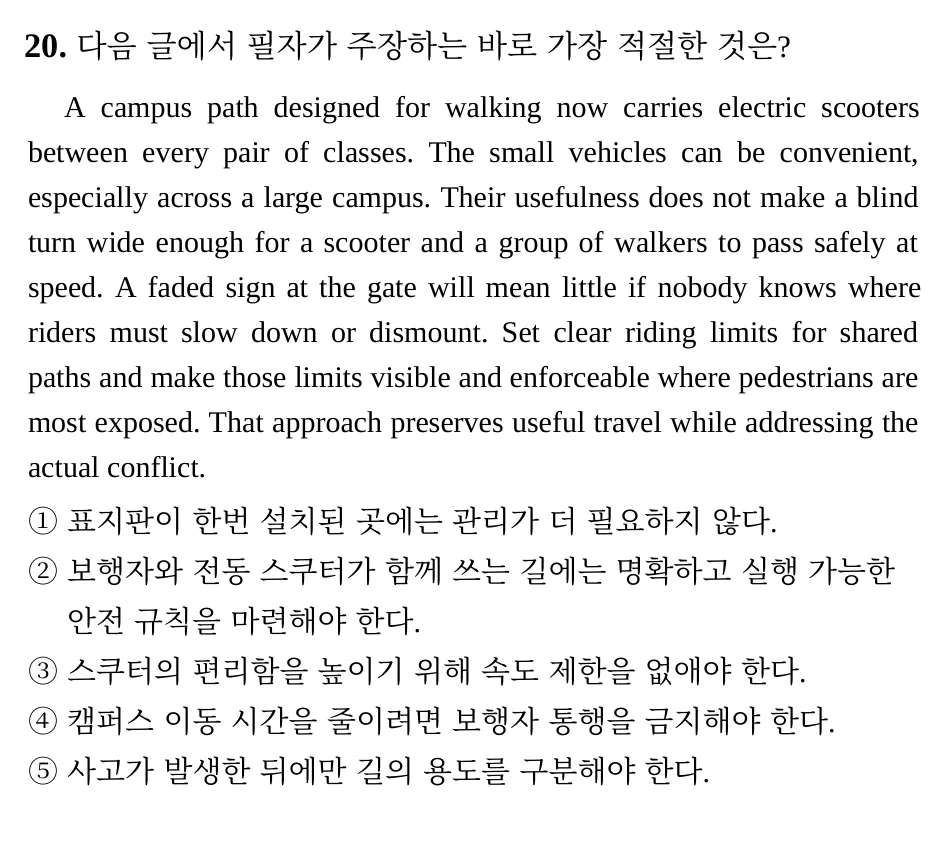 20. 다음 글에서 필자가 주장하는 바로 가장 적절한 것은?
A campus path designed for walking now carries electric scooters
between every pair of classes. The small vehicles can be convenient,
especially across a large campus. Their usefulness does not make a blind
turn wide enough for a scooter and a group of walkers to pass safely at
speed. A faded sign at the gate will mean little if nobody knows where
riders must slow down or dismount. Set clear riding limits for shared
paths and make those limits visible and enforceable where pedestrians are
most exposed. That approach preserves useful travel while addressing the
actual conflict.
① 표지판이 한번 설치된 곳에는 관리가 더 필요하지 않다.
② 보행자와 전동 스쿠터가 함께 쓰는 길에는 명확하고 실행 가능한
안전 규칙을 마련해야 한다.
③ 스쿠터의 편리함을 높이기 위해 속도 제한을 없애야 한다.
④ 캠퍼스 이동 시간을 줄이려면 보행자 통행을 금지해야 한다.
⑤ 사고가 발생한 뒤에만 길의 용도를 구분해야 한다.